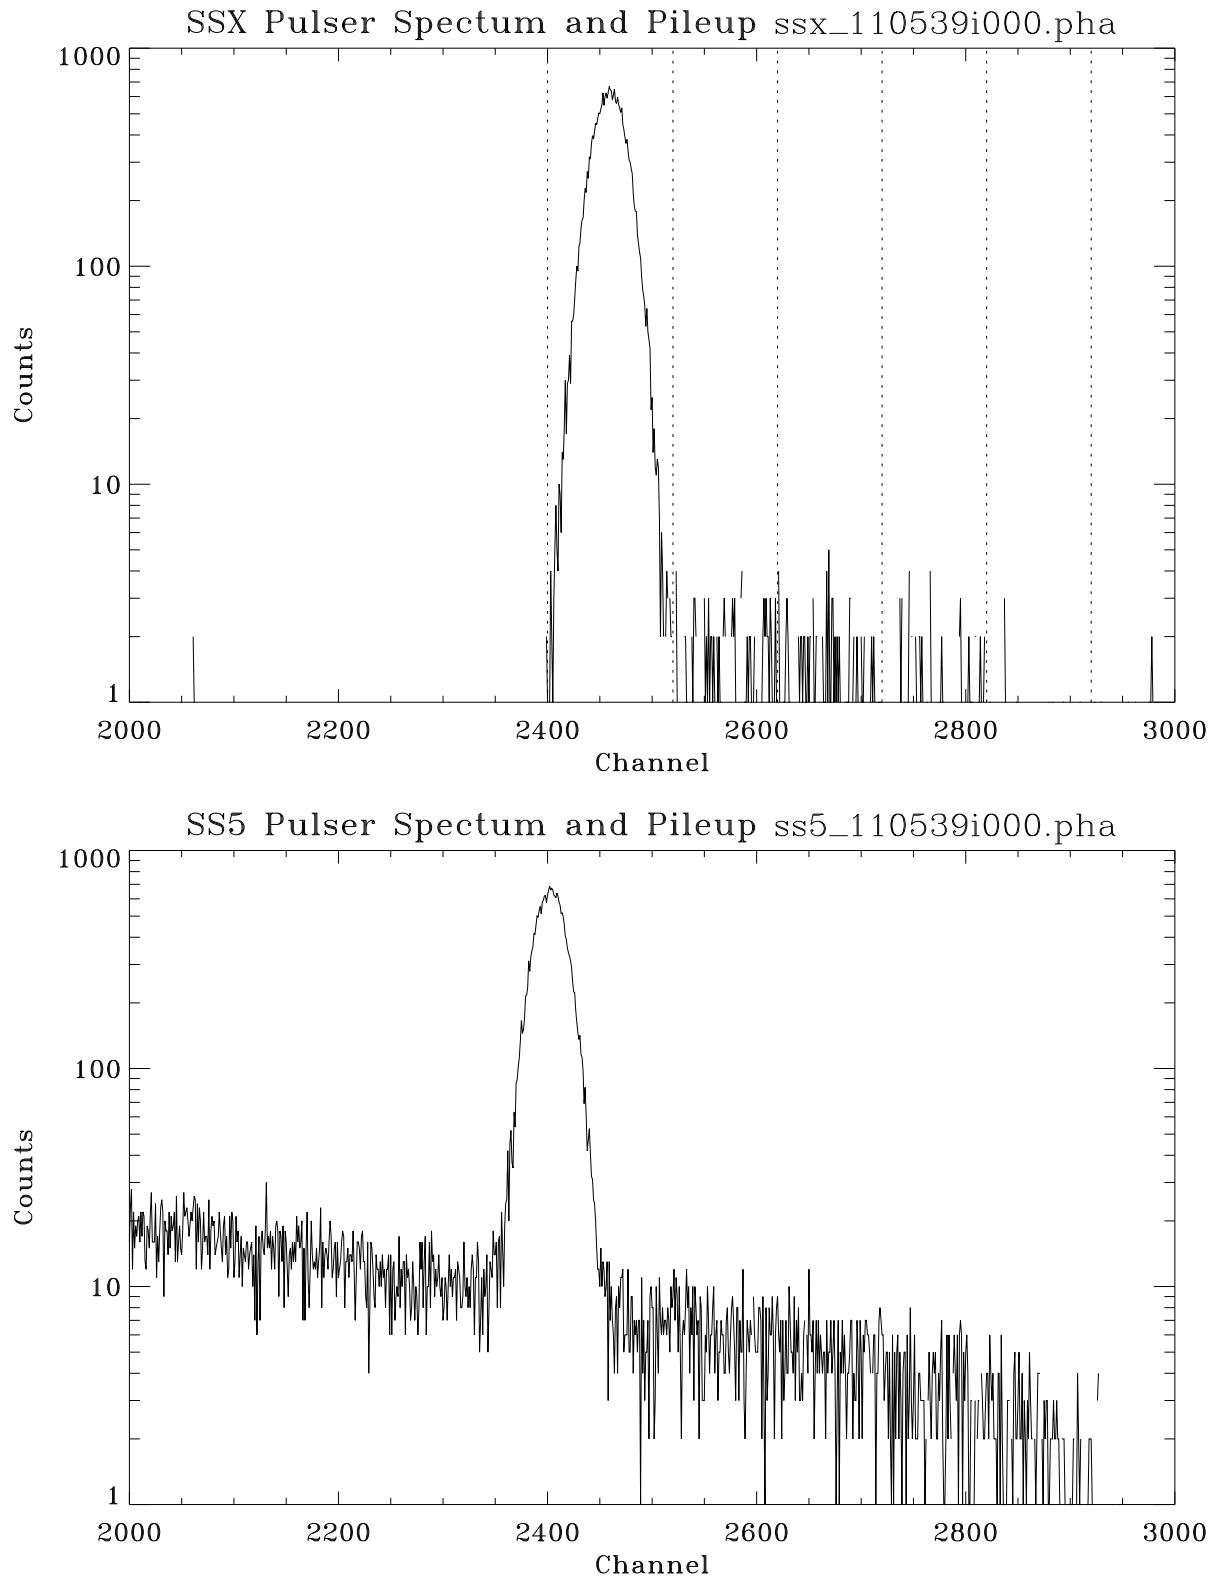 SSX Pulser Spectum and Pileup ssx_110539i000.pha
1000
100
10
1
Counts
2000 2200 2400 2600 2800 3000
Channel
SS5 Pulser Spectum and Pileup ss5_110539i000.pha
1000
100
10
1
Counts
2000 2200 2400 2600 2800 3000
Channel